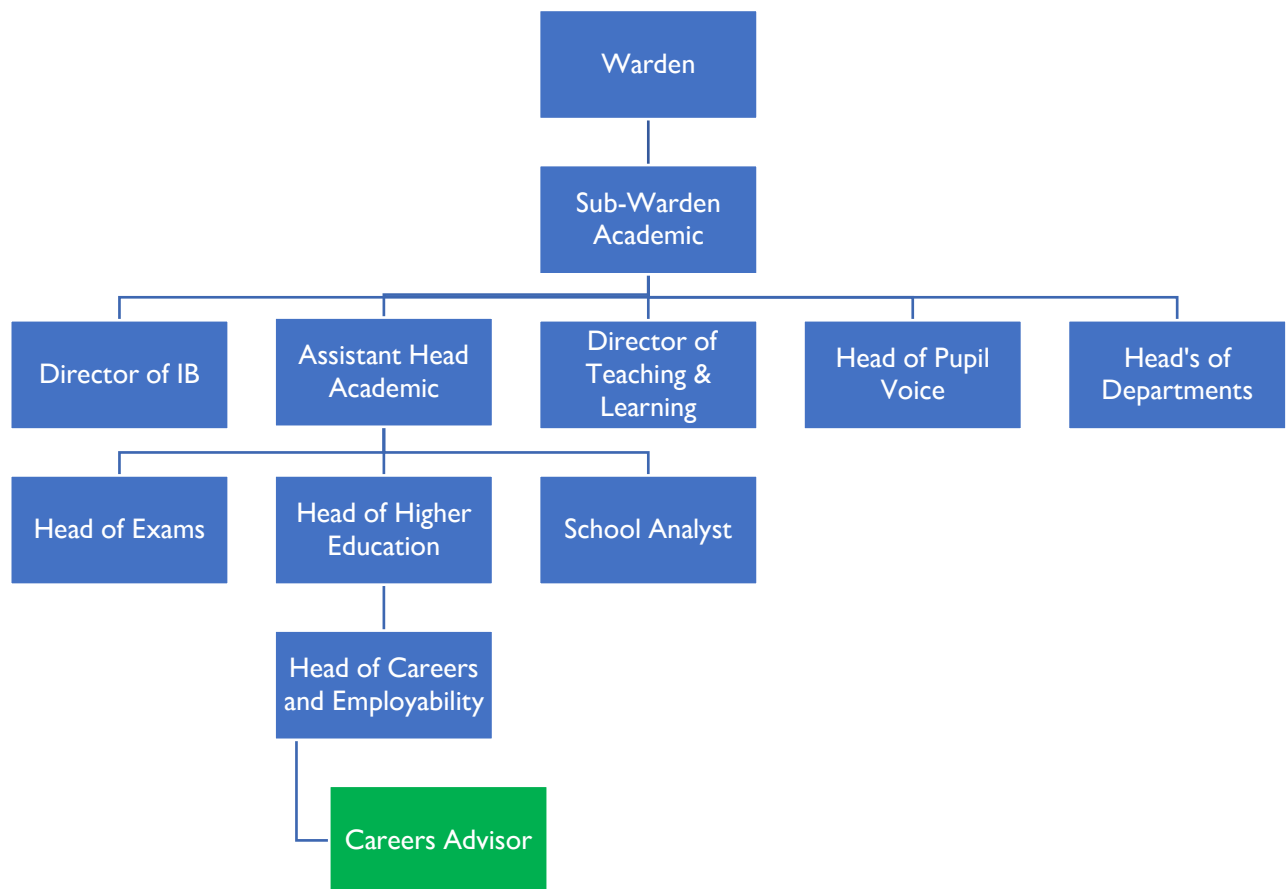 Warden
Sub-Warden
Academic
Director of IB
Assistant Head
Academic
Director of
Teaching &
Learning
Head of Pupil
Voice
Head's of
Departments
Head of Exams
Head of Higher
Education
School Analyst
Head of Careers
and Employability
Careers Advisor